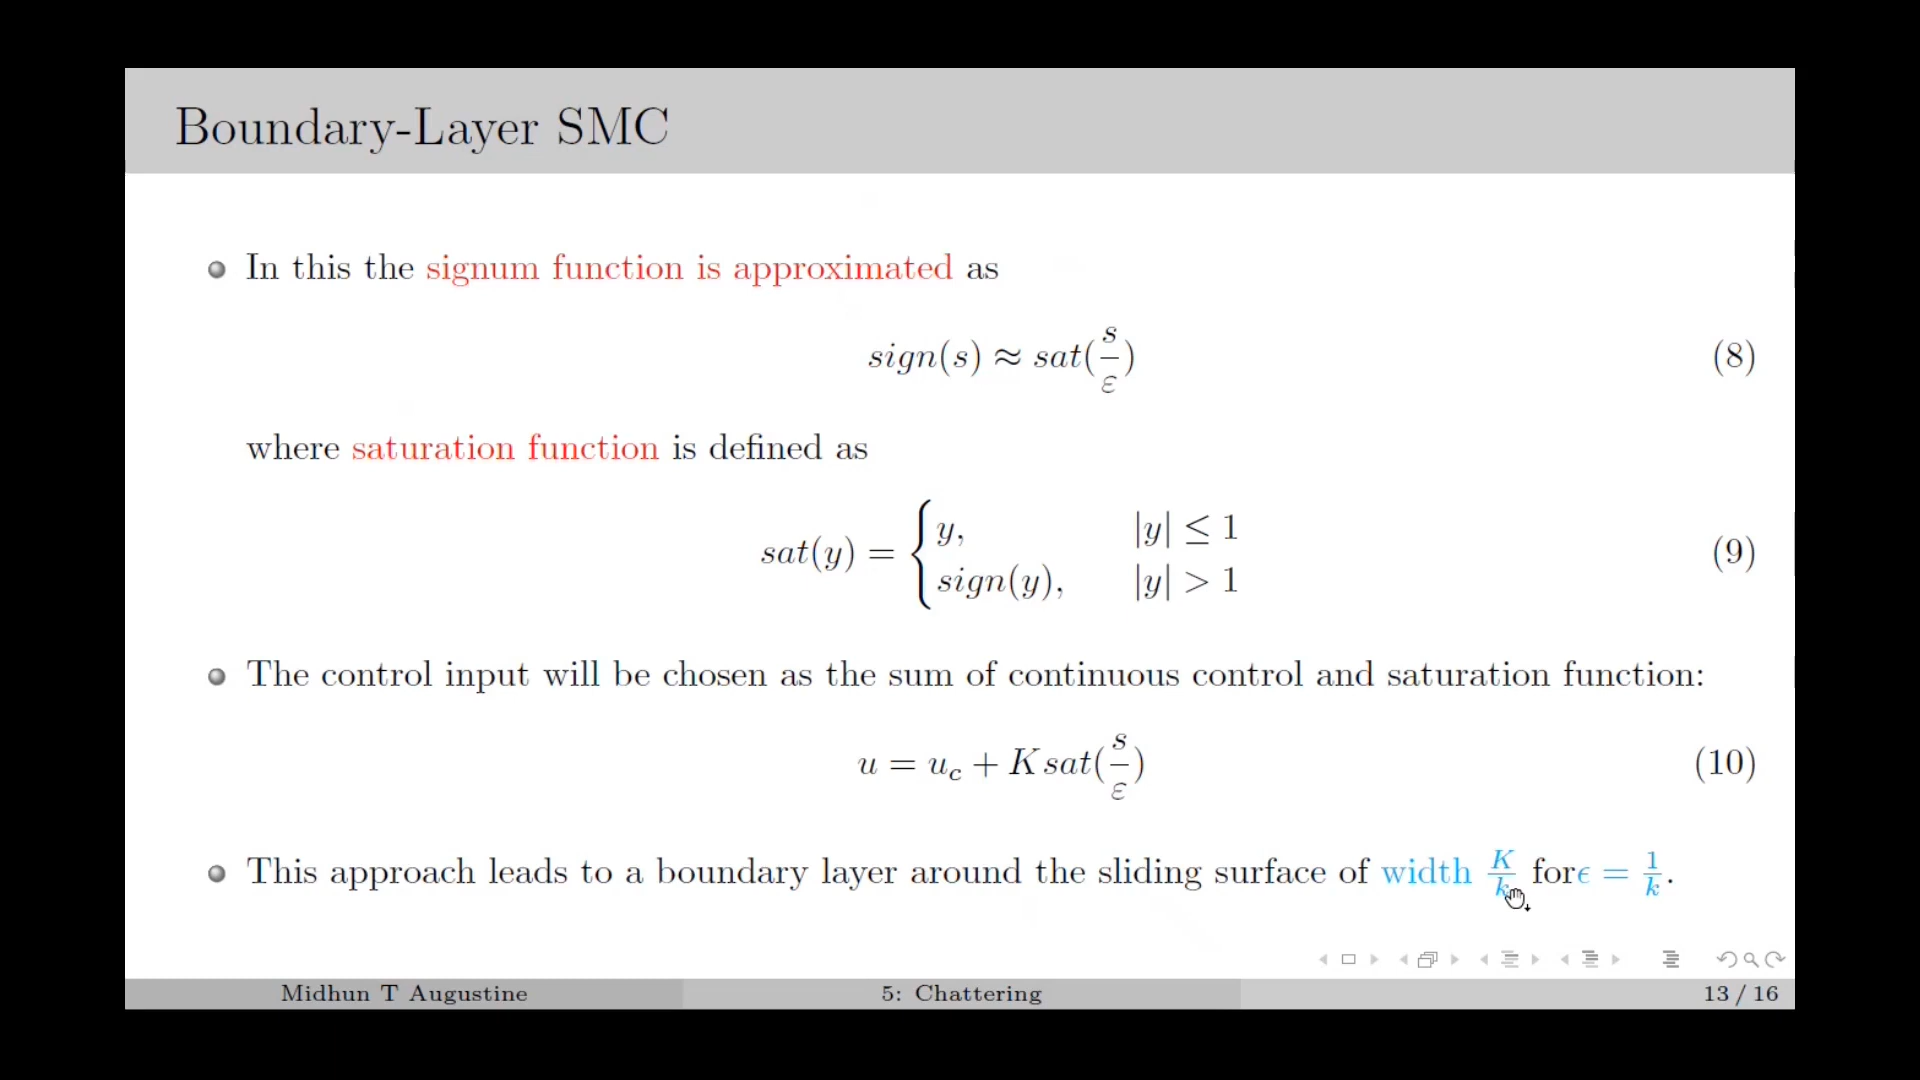 Boundary-Layer SMC
In this the signum function is approximated as
sign(s) ≈ sat(s/ε) (8)
where saturation function is defined as
sat(y) = { y, |y| ≤ 1
sign(y), |y| > 1 (9)
The control input will be chosen as the sum of continuous control and saturation function:
u = u_c + K sat(s/ε) (10)
This approach leads to a boundary layer around the sliding surface of width K/k forϵ = 1/k.
Midhun T Augustine 5: Chattering 13 / 16